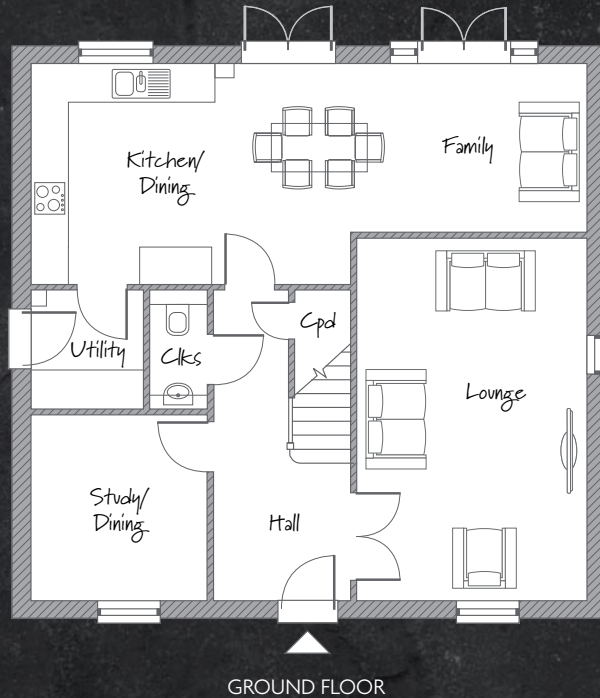 Kitchen/
Dining
Family
Utility
Clks
Cpd
Lounge
Study/
Dining
Hall
GROUND FLOOR